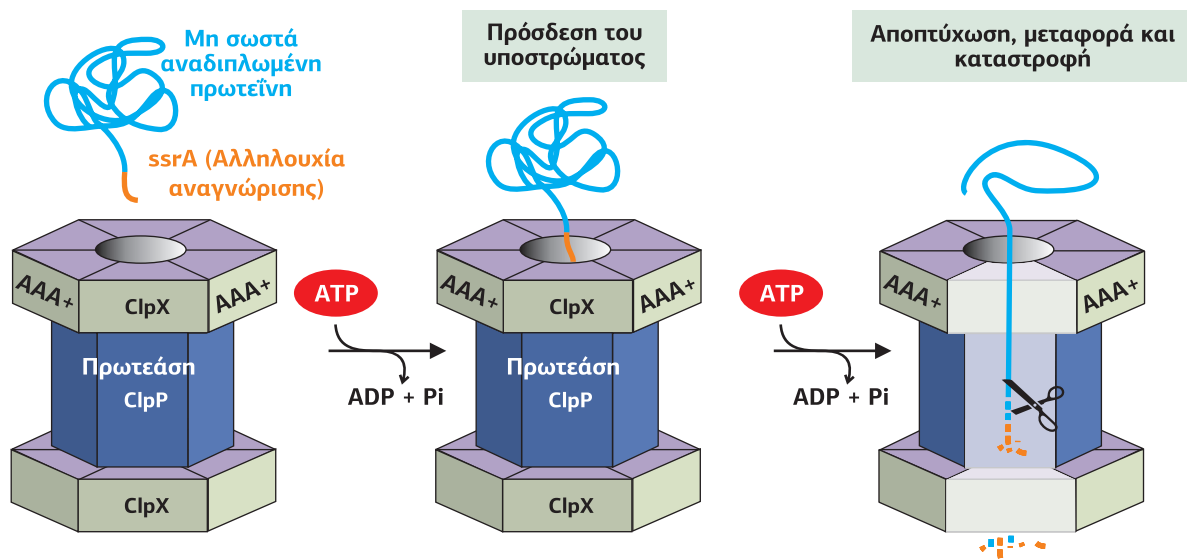 Μη σωστά
αναδιπλωμένη
πρωτεΐνη
ssrA (Αλληλουχία
αναγνώρισης)
AAA+
ClpX
AAA+
Πρωτεάση
ClpP
ClpX
ATP
ADP + Pi
Πρόσδεση του
υποστρώματος
AAA+
ClpX
AAA+
Πρωτεάση
ClpP
ClpX
ATP
ADP + Pi
Αποπτύχωση, μεταφορά και
καταστροφή
AAA+
AAA+